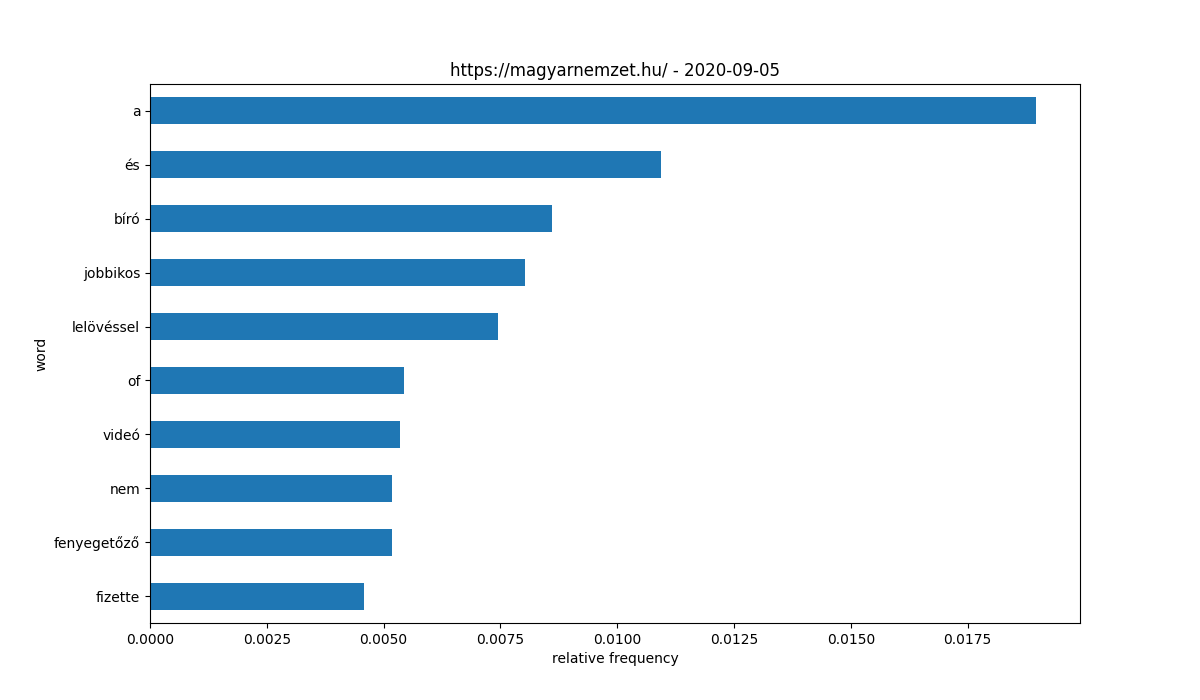 https://magyarnemzet.hu/ - 2020-09-05
a
és
bíró
jobbikos
lelövéssel
of
videó
nem
fenyegetőző
fizette
word
0.0000 0.0025 0.0050 0.0075 0.0100 0.0125 0.0150 0.0175
relative frequency